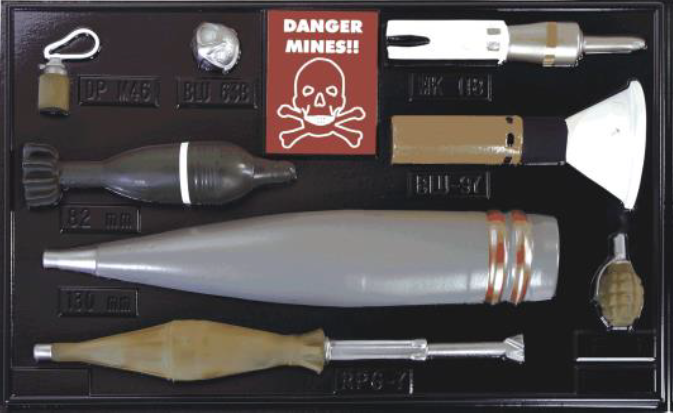 DANGER
MINES!!
DP M46
BLU 63B
MK 118
BLU-97
82 mm
130 mm
RPG-7